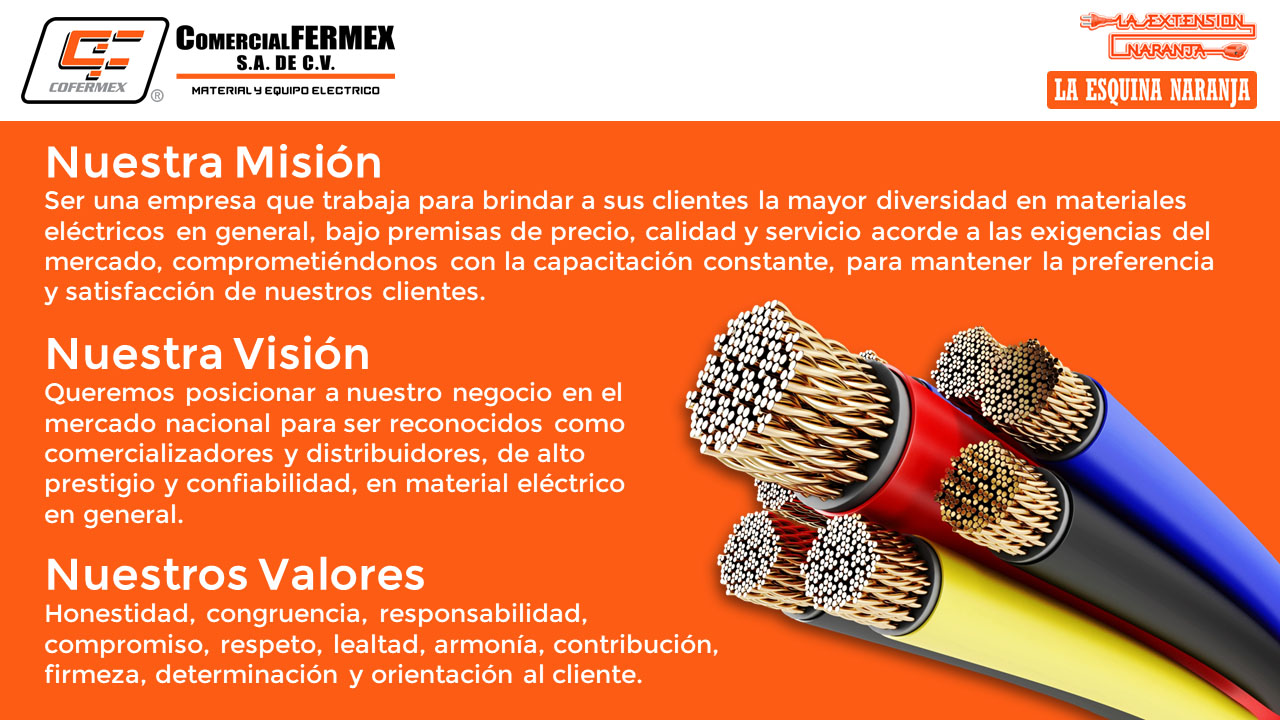 COFERMEX
®
COMERCIAL FERMEX
S.A. DE C.V.
MATERIAL Y EQUIPO ELECTRICO
LA EXTENSION
NARANJA
LA ESQUINA NARANJA
Nuestra Misión
Ser una empresa que trabaja para brindar a sus clientes la mayor diversidad en materiales
eléctricos en general, bajo premisas de precio, calidad y servicio acorde a las exigencias del
mercado, comprometiéndonos con la capacitación constante, para mantener la preferencia
y satisfacción de nuestros clientes.
Nuestra Visión
Queremos posicionar a nuestro negocio en el
mercado nacional para ser reconocidos como
comercializadores y distribuidores, de alto
prestigio y confiabilidad, en material eléctrico
en general.
Nuestros Valores
Honestidad, congruencia, responsabilidad,
compromiso, respeto, lealtad, armonía, contribución,
firmeza, determinación y orientación al cliente.